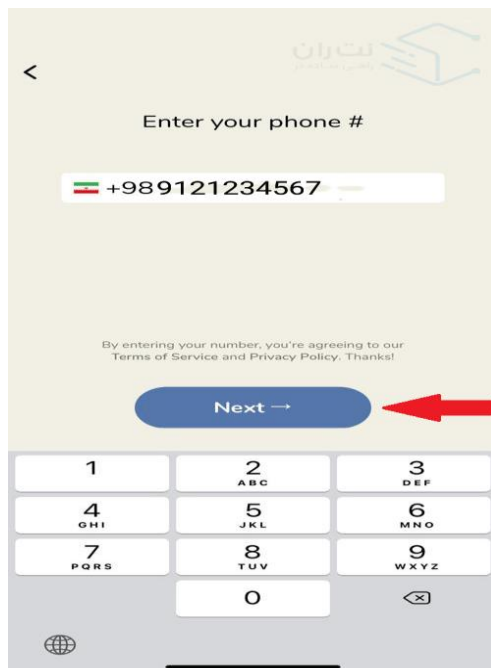 نت ران
<
Enter your phone #
+989121234567
By entering your number, you're agreeing to our
Terms of Service and Privacy Policy. Thanks!
Next →
1
2
ABC
3
DEF
4
GHI
5
JKL
6
MNO
7
PQRS
8
TUV
9
WXYZ
0